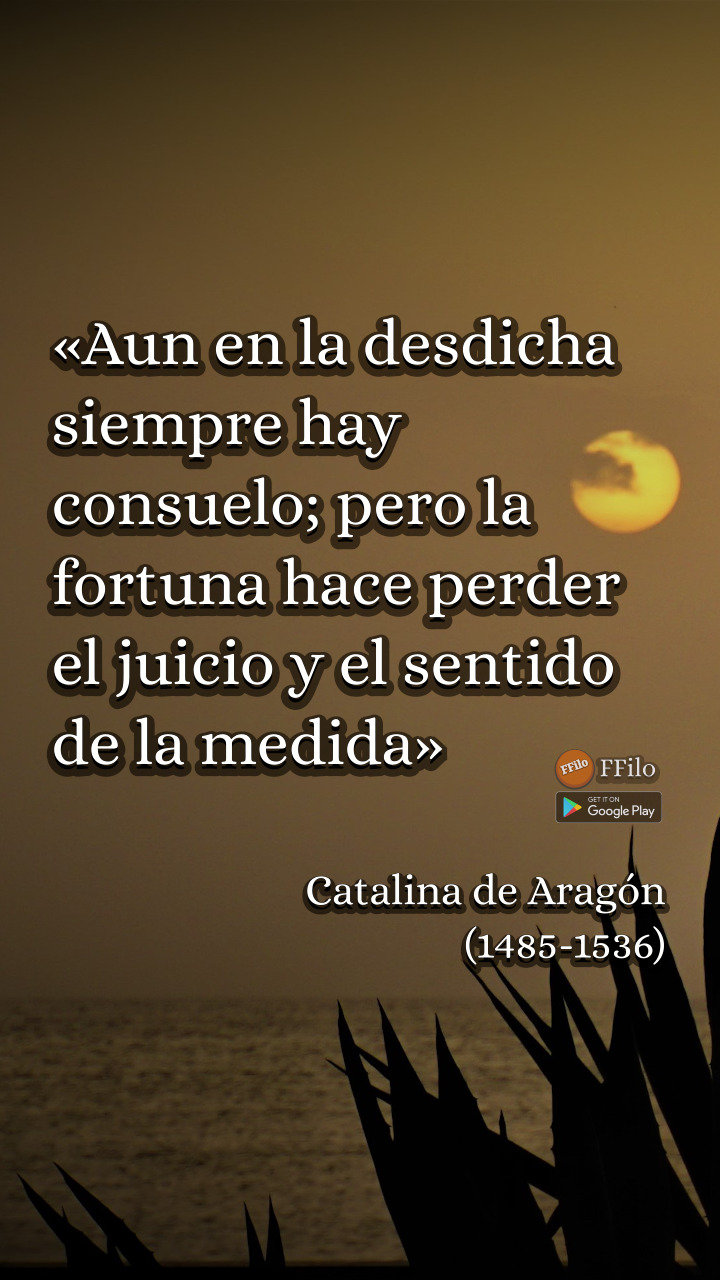 «Aun en la desdicha
siempre hay
consuelo; pero la
fortuna hace perder
el juicio y el sentido
de la medida»
FFilo FFilo
GET IT ON
Google Play
Catalina de Aragón
(1485-1536)